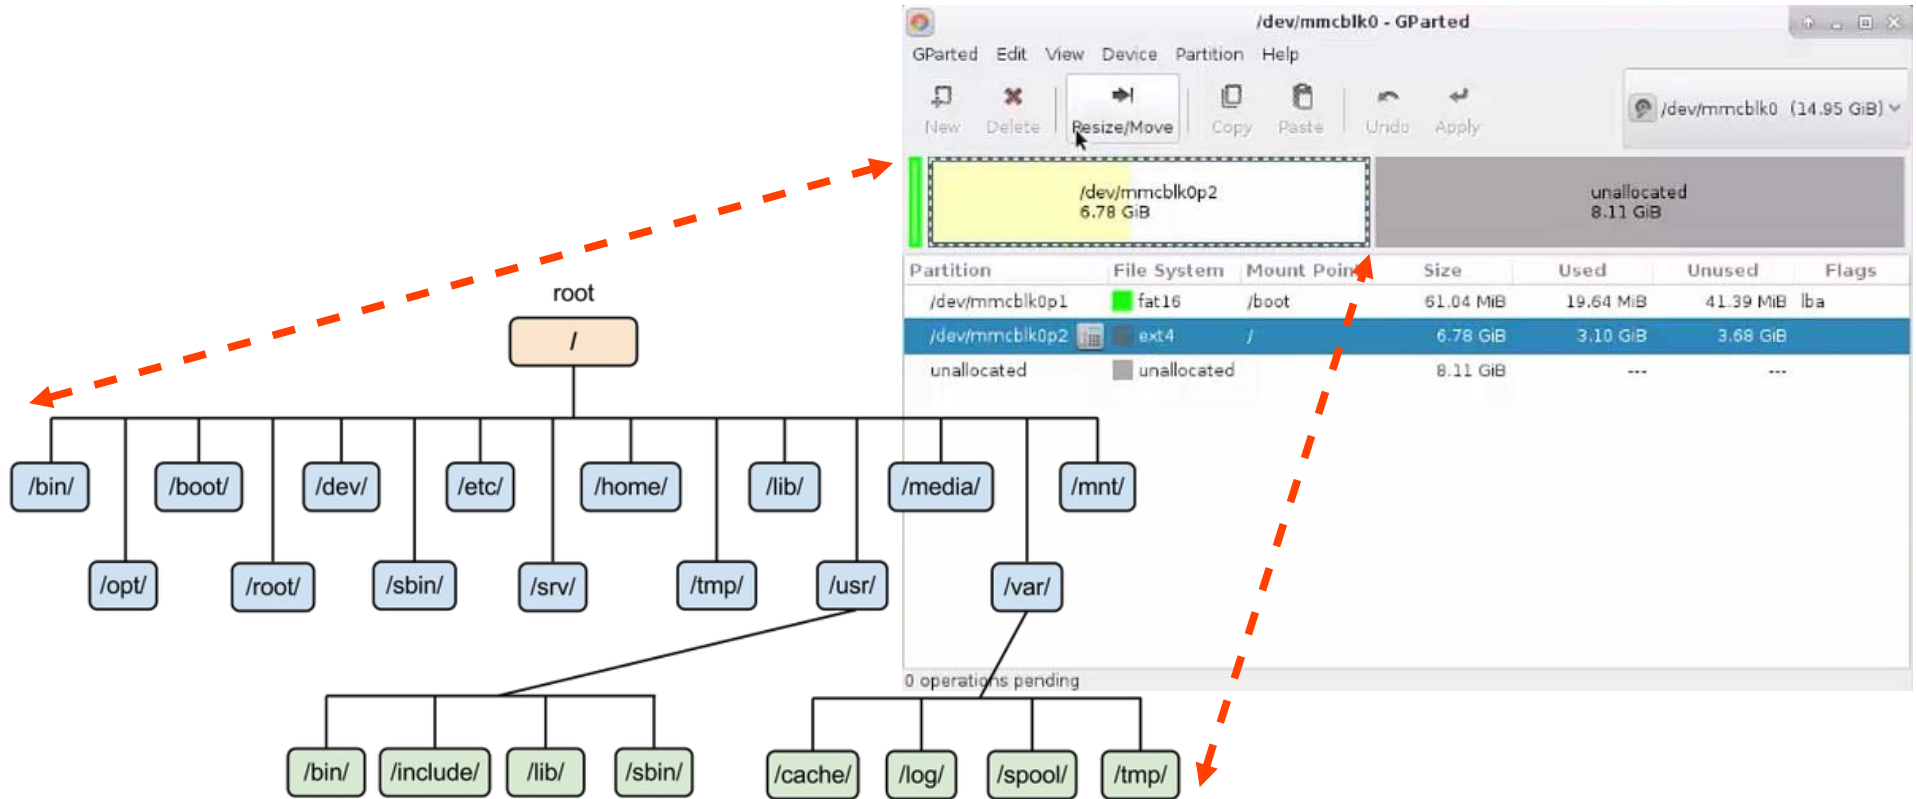 /dev/mmcblk0 - GParted
GParted Edit View Device Partition Help
New Delete Resize/Move Copy Paste Undo Apply
/dev/mmcblk0 (14.95 GiB)
/dev/mmcblk0p2
6.78 GiB
unallocated
8.11 GiB
Partition File System Mount Point Size Used Unused Flags
/dev/mmcblk0p1 fat16 /boot 61.04 MiB 19.64 MiB 41.39 MiB lba
/dev/mmcblk0p2 ext4 / 6.78 GiB 3.10 GiB 3.68 GiB
unallocated unallocated 8.11 GiB --- ---
0 operations pending
root
/
/bin/ /boot/ /dev/ /etc/ /home/ /lib/ /media/ /mnt/
/opt/ /root/ /sbin/ /srv/ /tmp/ /usr/ /var/
/bin/ /include/ /lib/ /sbin/ /cache/ /log/ /spool/ /tmp/